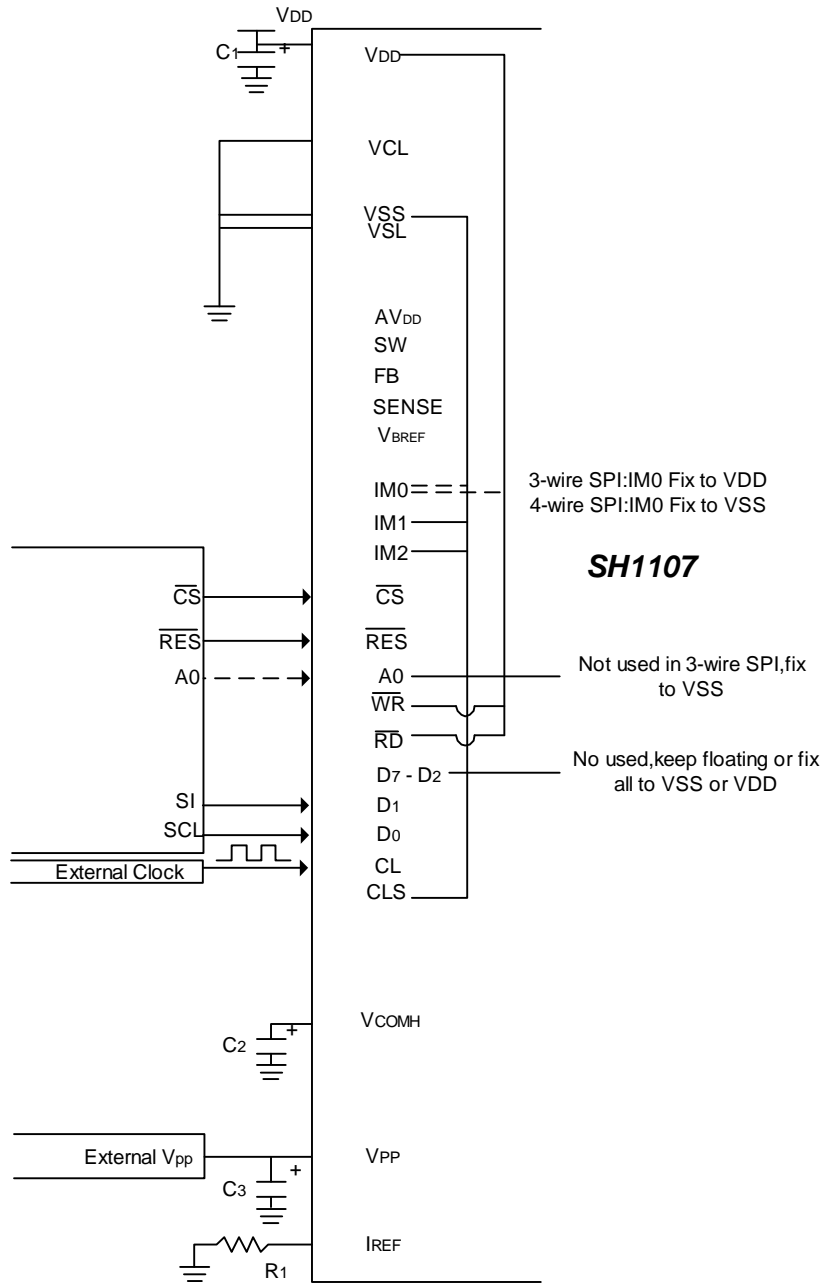 VDD
C1
+
VDD
VCL
VSS
VSL
AVDD
SW
FB
SENSE
VBREF
IM0
3-wire SPI:IM0 Fix to VDD
4-wire SPI:IM0 Fix to VSS
IM1
IM2
SH1107
CS
CS
RES
RES
A0
A0
Not used in 3-wire SPI,fix
to VSS
WR
RD
D7 - D2
No used,keep floating or fix
all to VSS or VDD
SI
D1
SCL
D0
External Clock
CL
CLS
VCOMH
+
C2
External Vpp
VPP
+
C3
IREF
R1